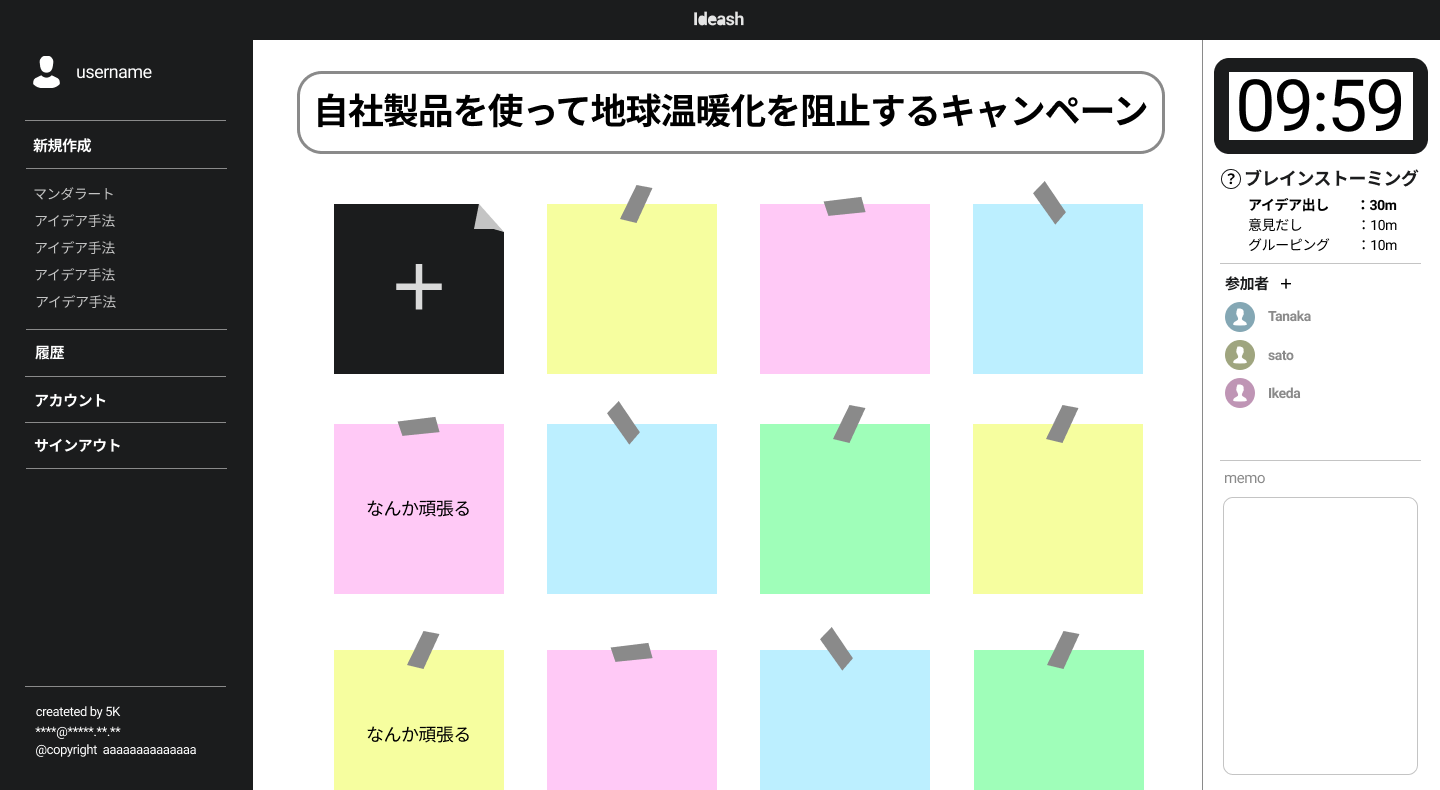 Ideash
username
新規作成
マンダラート
アイデア手法
アイデア手法
アイデア手法
アイデア手法
履歴
アカウント
サインアウト
createted by 5K
****@*****.**.**
@copyright aaaaaaaaaaaaaa
自社製品を使って地球温暖化を阻止するキャンペーン
+
なんか頑張る
なんか頑張る
09:59
? ブレインストーミング
アイデア出し :30m
意見だし :10m
グルーピング :10m
参加者 +
Tanaka
sato
Ikeda
memo